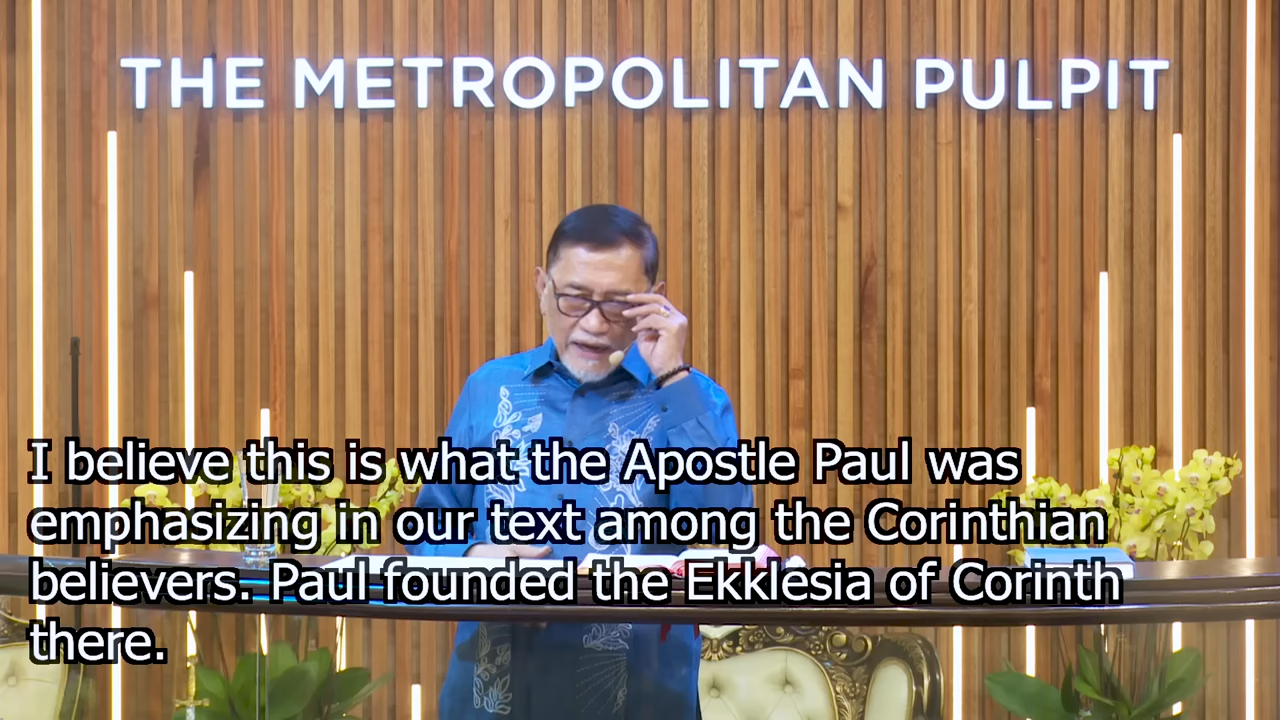 THE METROPOLITAN PULPIT
I believe this is what the Apostle Paul was
emphasizing in our text among the Corinthian
believers. Paul founded the Ekklesia of Corinth
there.